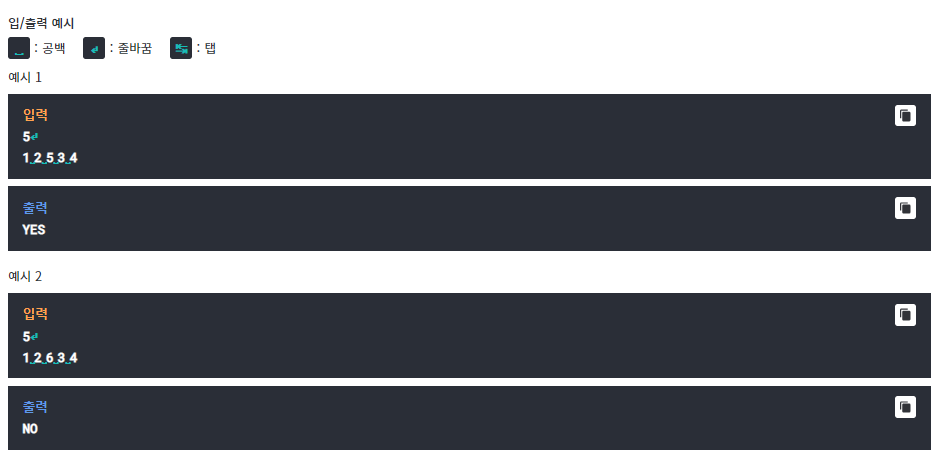 입/출력 예시
␣ : 공백 ↵ : 줄바꿈 ↹ : 탭
예시 1
입력
5↵
1␣2␣5␣3␣4
출력
YES
예시 2
입력
5↵
1␣2␣6␣3␣4
출력
NO